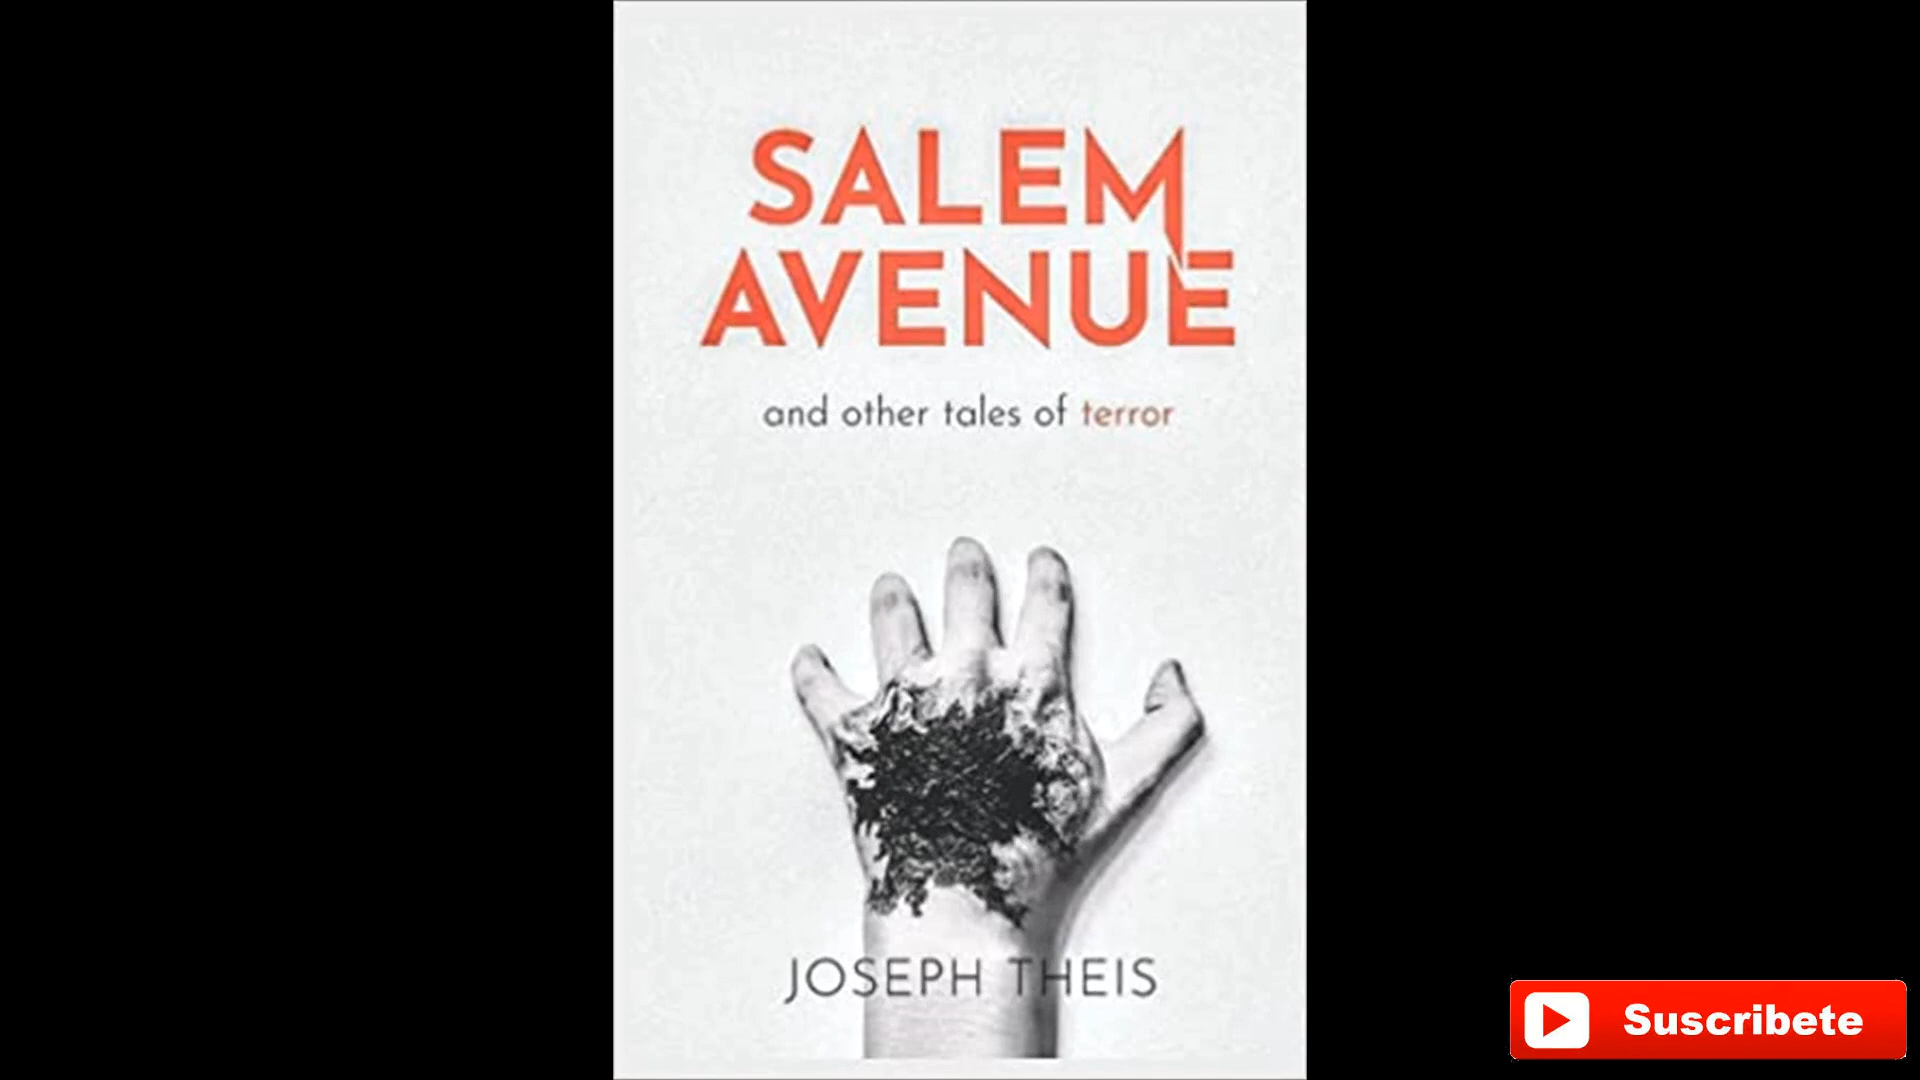 SALEM
AVENUE
and other tales of terror
JOSEPH THEIS
Suscribete